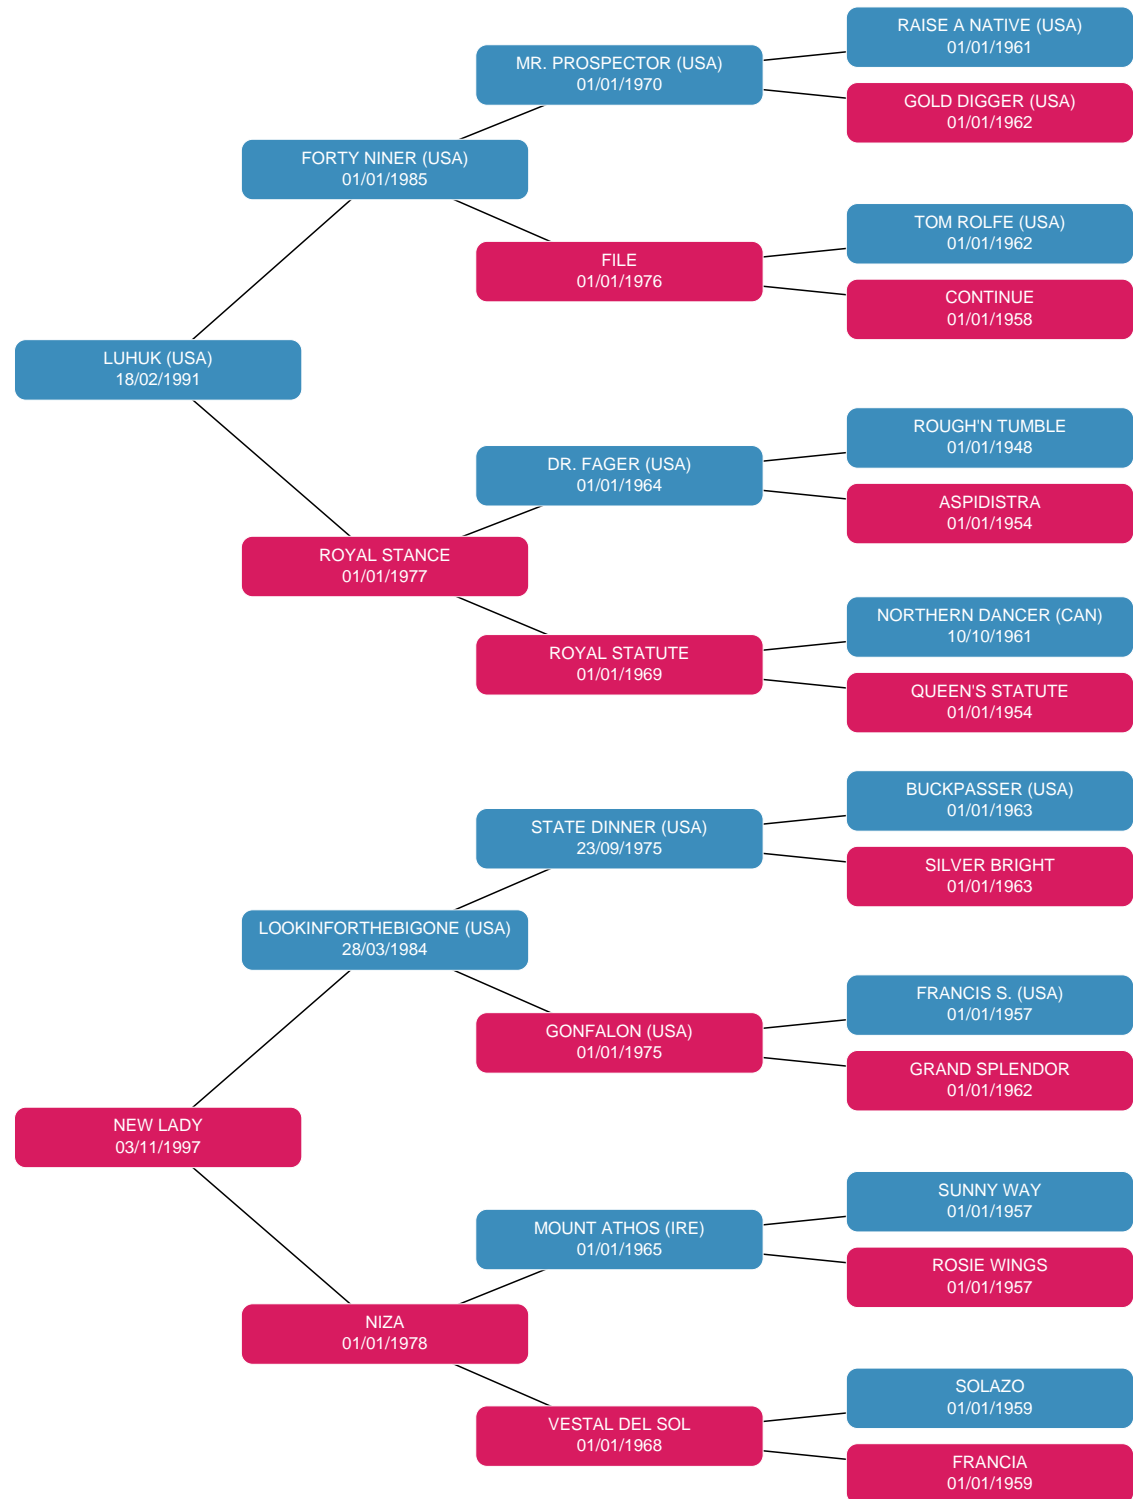 RAISE A NATIVE (USA)
01/01/1961
MR. PROSPECTOR (USA)
01/01/1970
GOLD DIGGER (USA)
01/01/1962
FORTY NINER (USA)
01/01/1985
TOM ROLFE (USA)
01/01/1962
FILE
01/01/1976
CONTINUE
01/01/1958
LUHUK (USA)
18/02/1991
ROUGH'N TUMBLE
01/01/1948
DR. FAGER (USA)
01/01/1964
ASPIDISTRA
01/01/1954
ROYAL STANCE
01/01/1977
NORTHERN DANCER (CAN)
10/10/1961
ROYAL STATUTE
01/01/1969
QUEEN'S STATUTE
01/01/1954
BUCKPASSER (USA)
01/01/1963
STATE DINNER (USA)
23/09/1975
SILVER BRIGHT
01/01/1963
LOOKINFORTHEBIGONE (USA)
28/03/1984
FRANCIS S. (USA)
01/01/1957
GONFALON (USA)
01/01/1975
GRAND SPLENDOR
01/01/1962
NEW LADY
03/11/1997
SUNNY WAY
01/01/1957
MOUNT ATHOS (IRE)
01/01/1965
ROSIE WINGS
01/01/1957
NIZA
01/01/1978
SOLAZO
01/01/1959
VESTAL DEL SOL
01/01/1968
FRANCIA
01/01/1959